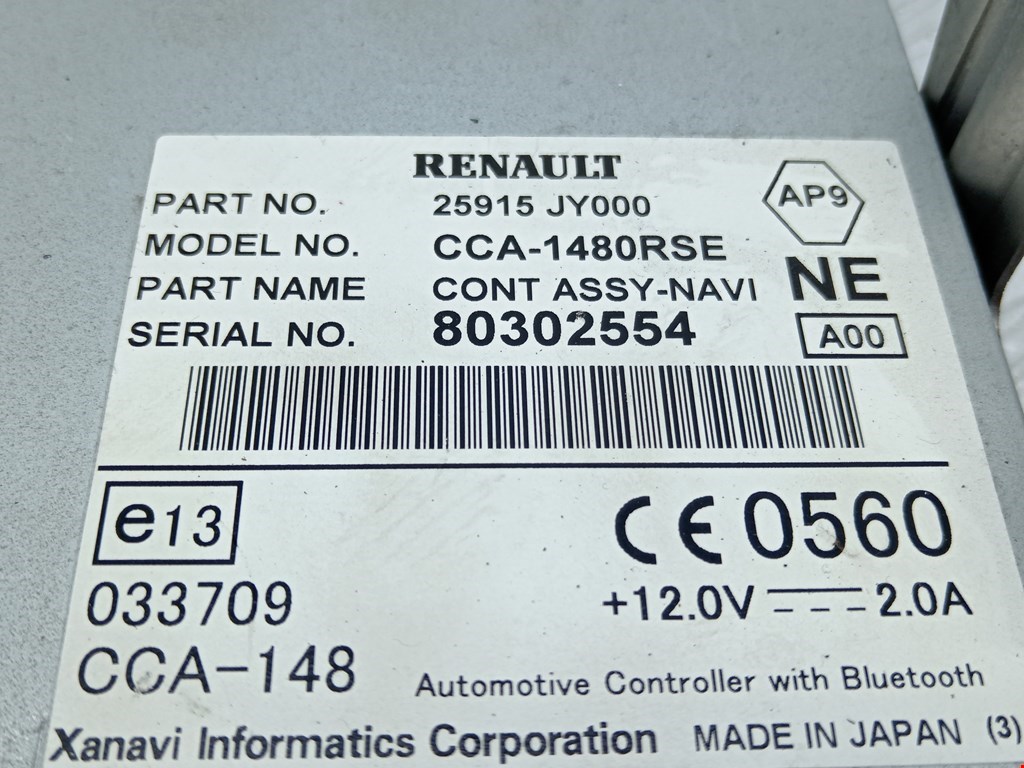 RENAULT
PART NO. 25915 JY000 AP9
MODEL NO. CCA-1480RSE
PART NAME CONT ASSY-NAVI NE
SERIAL NO. 80302554 A00
e13 CE 0560
033709 +12.0V 2.0A
CCA-148 Automotive Controller with Bluetooth
Xanavi Informatics Corporation MADE IN JAPAN (3)